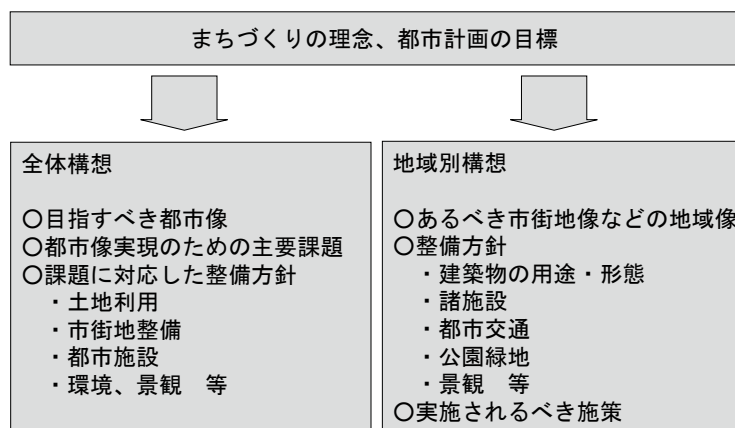 まちづくりの理念、都市計画の目標
全体構想
〇目指すべき都市像
〇都市像実現のための主要課題
〇課題に対応した整備方針
・土地利用
・市街地整備
・都市施設
・環境、景観　等
地域別構想
〇あるべき市街地像などの地域像
〇整備方針
・建築物の用途・形態
・諸施設
・都市交通
・公園緑地
・景観　等
〇実施されるべき施策